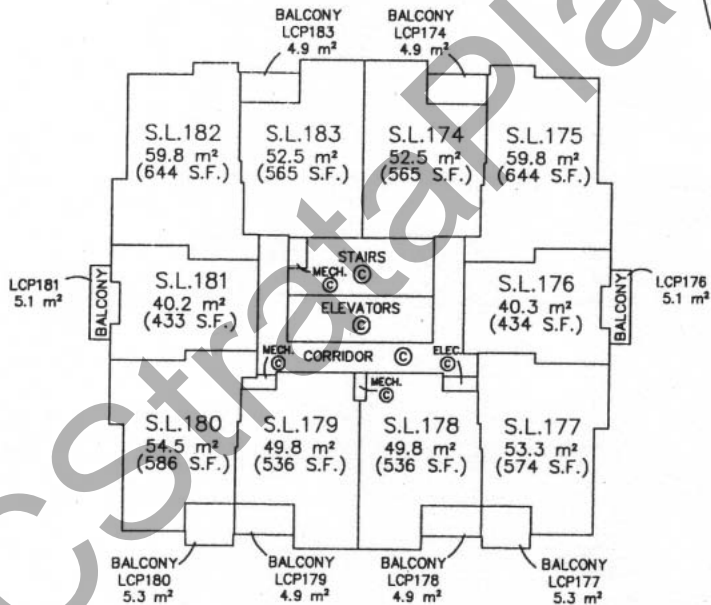 BALCONY
LCP183
4.9 m²
BALCONY
LCP174
4.9 m²
S.L.182
59.8 m²
(644 S.F.)
S.L.183
52.5 m²
(565 S.F.)
S.L.174
52.5 m²
(565 S.F.)
S.L.175
59.8 m²
(644 S.F.)
STAIRS
MECH. ©
©
ELEVATORS
©
LCP181
5.1 m²
BALCONY
S.L.181
40.2 m²
(433 S.F.)
S.L.176
40.3 m²
(434 S.F.)
BALCONY
LCP176
5.1 m²
MECH.
©
CORRIDOR ©
ELEC.
©
MECH.
©
S.L.180
54.5 m²
(586 S.F.)
S.L.179
49.8 m²
(536 S.F.)
S.L.178
49.8 m²
(536 S.F.)
S.L.177
53.3 m²
(574 S.F.)
BALCONY
LCP180
5.3 m²
BALCONY
LCP179
4.9 m²
BALCONY
LCP178
4.9 m²
BALCONY
LCP177
5.3 m²
CStrataPla